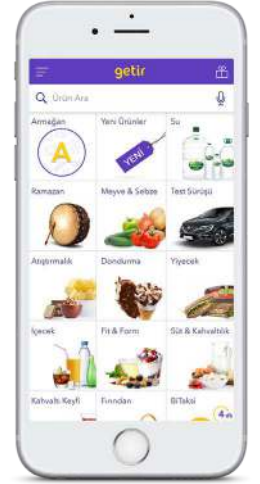 getir
Ürün Ara
Armağan
Yeni Ürünler
Su
A
YENİ
Ramazan
Meyve & Sebze
Test Sürüşü
Atıştırmalık
Dondurma
Yiyecek
İçecek
Fit & Form
Süt & Kahvaltılık
Kahvaltı Keyfi
Fırından
BiTaksi